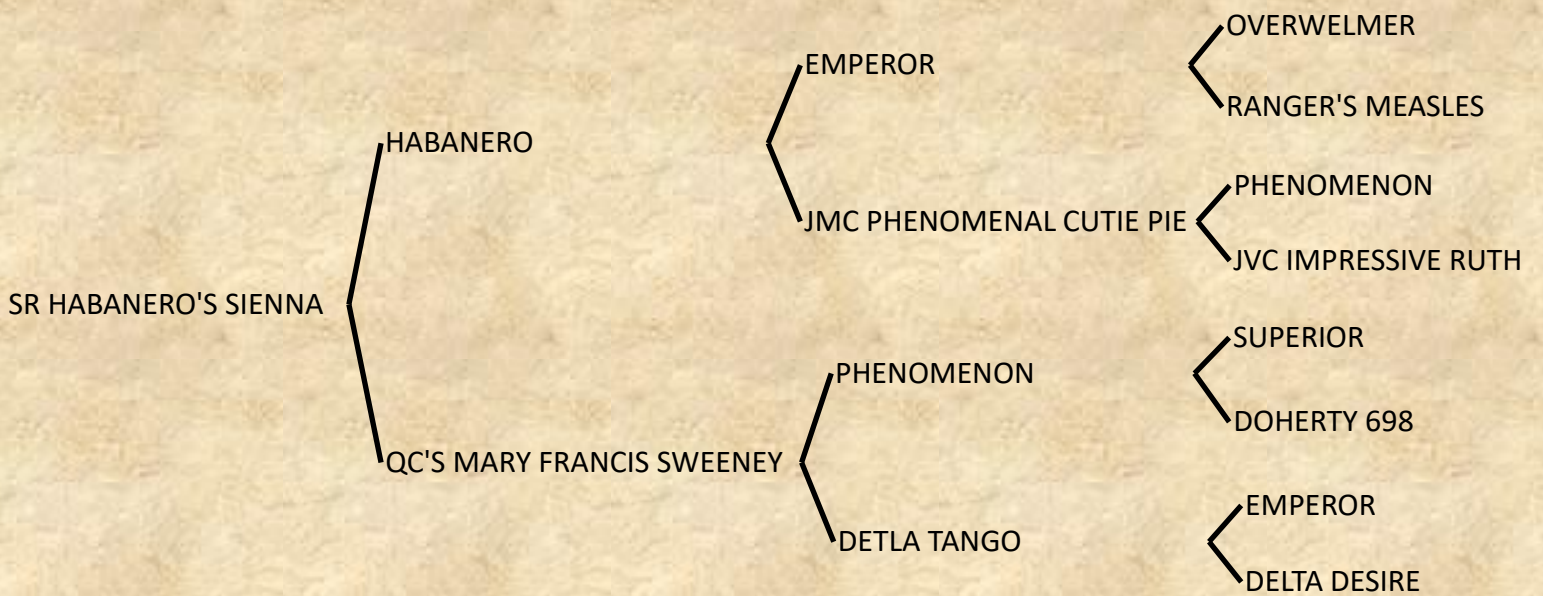 OVERWELMER
EMPEROR
RANGER'S MEASLES
HABANERO
PHENOMENON
JMC PHENOMENAL CUTIE PIE
JVC IMPRESSIVE RUTH
SR HABANERO'S SIENNA
SUPERIOR
PHENOMENON
DOHERTY 698
QC'S MARY FRANCIS SWEENEY
EMPEROR
DETLA TANGO
DELTA DESIRE